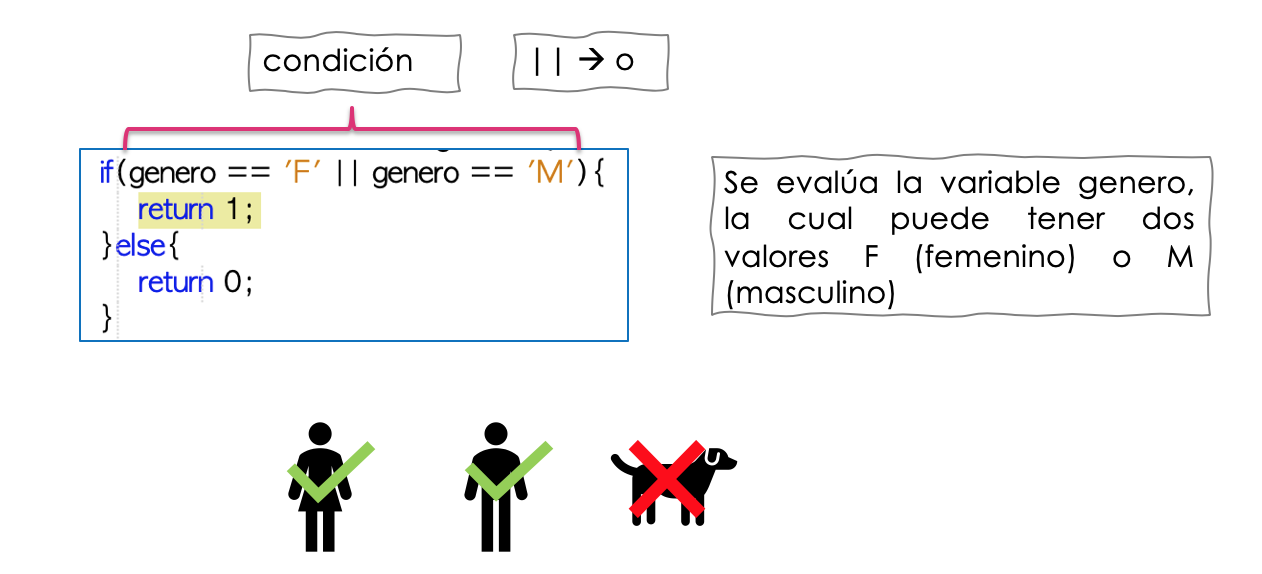 condición
|| → o
if(genero == 'F' || genero == 'M'){
return 1;
}else{
return 0;
}
Se evalúa la variable genero,
la cual puede tener dos
valores F (femenino) o M
(masculino)